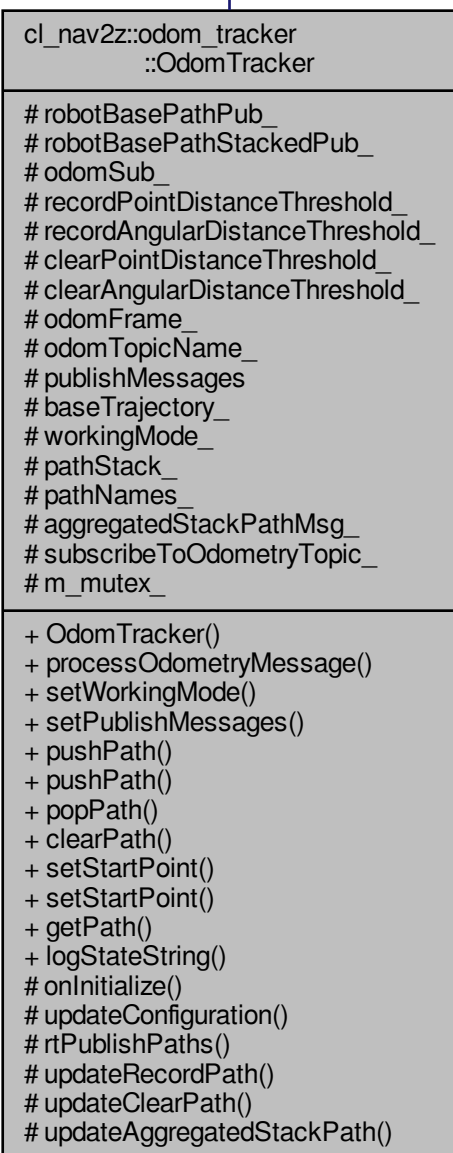 cl_nav2z::odom_tracker
::OdomTracker
# robotBasePathPub_
# robotBasePathStackedPub_
# odomSub_
# recordPointDistanceThreshold_
# recordAngularDistanceThreshold_
# clearPointDistanceThreshold_
# clearAngularDistanceThreshold_
# odomFrame_
# odomTopicName_
# publishMessages
# baseTrajectory_
# workingMode_
# pathStack_
# pathNames_
# aggregatedStackPathMsg_
# subscribeToOdometryTopic_
# m_mutex_
+ OdomTracker()
+ processOdometryMessage()
+ setWorkingMode()
+ setPublishMessages()
+ pushPath()
+ pushPath()
+ popPath()
+ clearPath()
+ setStartPoint()
+ setStartPoint()
+ getPath()
+ logStateString()
# onInitialize()
# updateConfiguration()
# rtPublishPaths()
# updateRecordPath()
# updateClearPath()
# updateAggregatedStackPath()